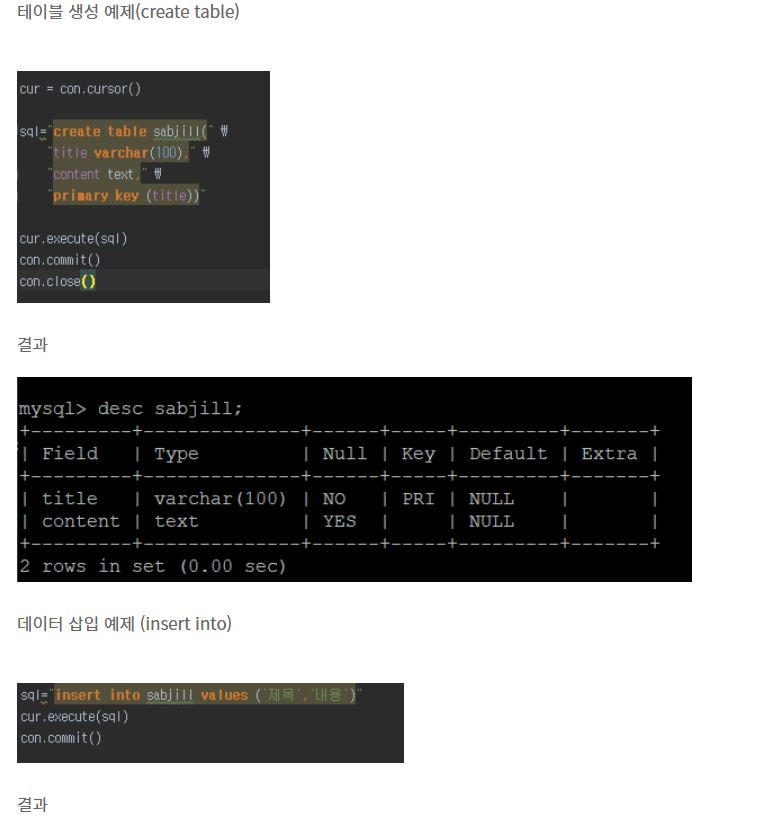 테이블 생성 예제(create table)
cur = con.cursor()
sql="create table sabjill(" ₩
"title varchar(100)," ₩
"content text," ₩
"primary key (title))"
cur.execute(sql)
con.commit()
con.close()
결과
mysql> desc sabjill;
+---------+--------------+------+-----+---------+-------+
| Field   | Type         | Null | Key | Default | Extra |
+---------+--------------+------+-----+---------+-------+
| title   | varchar(100) | NO   | PRI | NULL    |       |
| content | text         | YES  |     | NULL    |       |
+---------+--------------+------+-----+---------+-------+
2 rows in set (0.00 sec)
데이터 삽입 예제 (insert into)
sql="insert into sabjill values ('제목','내용')"
cur.execute(sql)
con.commit()
결과